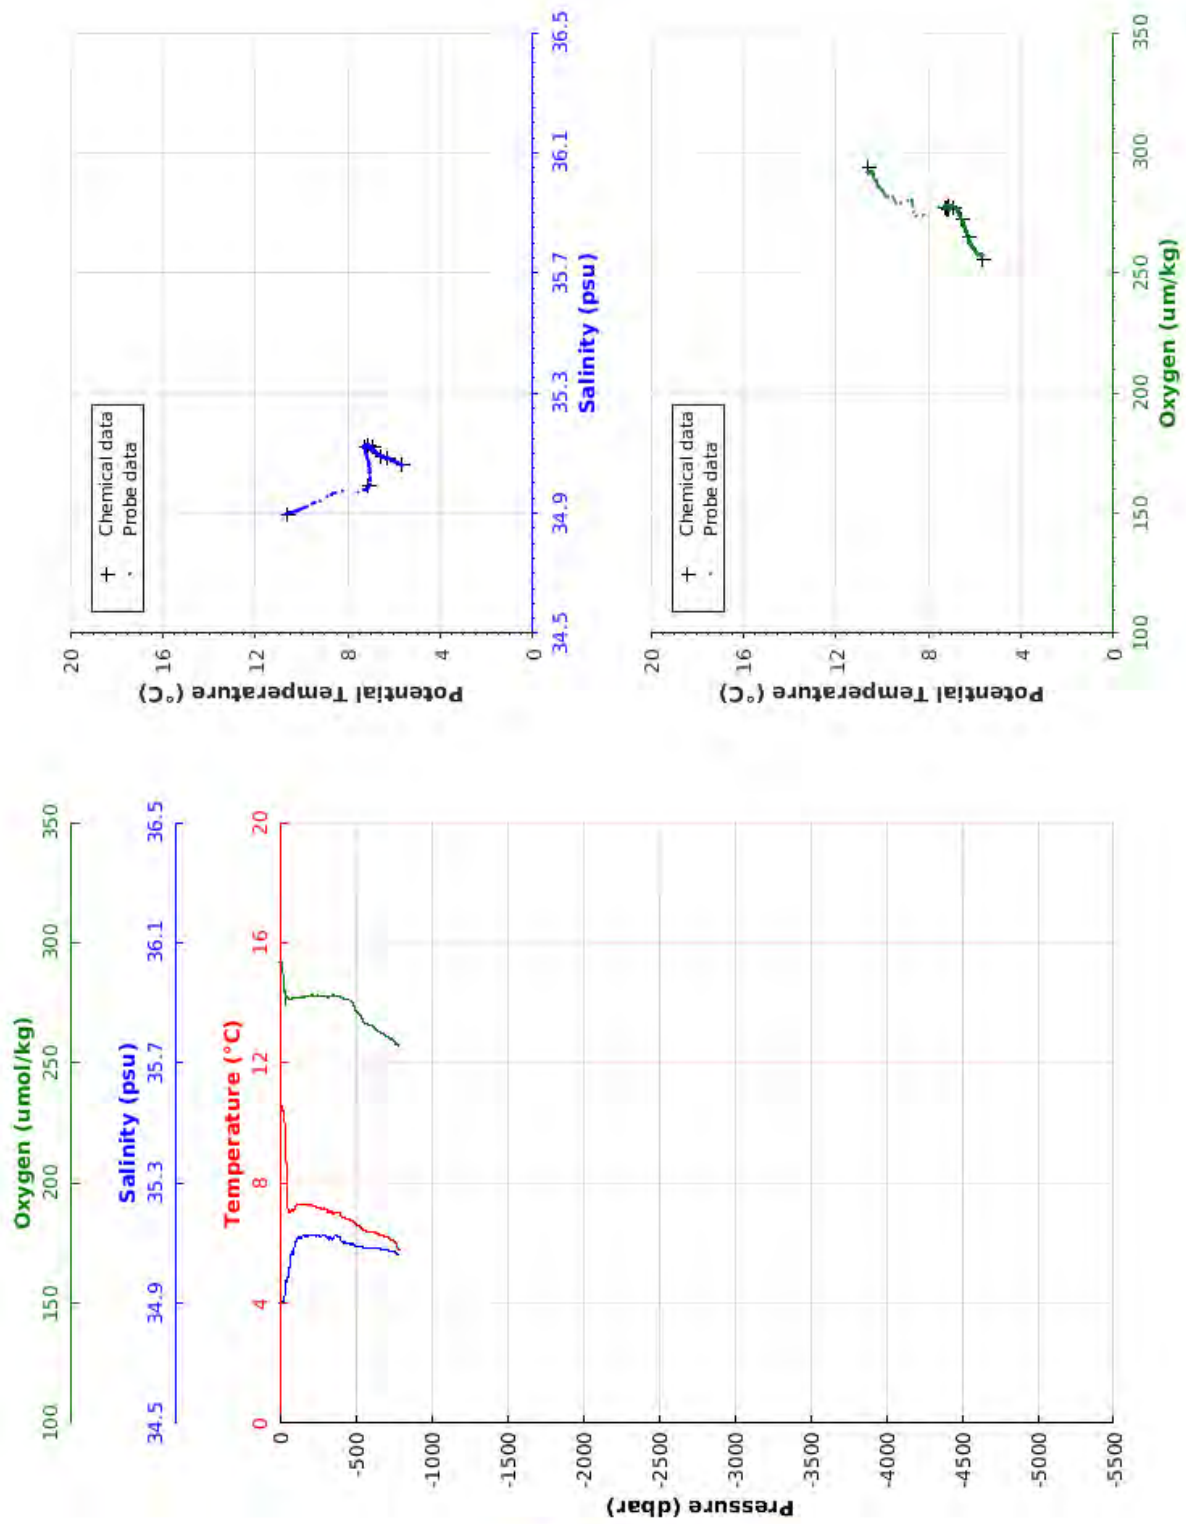 Oxygen (umol/kg)
100 150 200 250 300 350
Salinity (psu)
34.5 34.9 35.3 35.7 36.1 36.5
Temperature (°C)
0 4 8 12 16 20
0
-500
-1000
-1500
-2000
-2500
-3000
-3500
-4000
-4500
-5000
-5500
Pressure (dbar)
20
16
12
8
4
0
Potential Temperature (°C)
+ Chemical data
. Probe data
34.5 34.9 35.3 35.7 36.1 36.5
Salinity (psu)
20
16
12
8
4
0
Potential Temperature (°C)
+ Chemical data
. Probe data
100 150 200 250 300 350
Oxygen (um/kg)